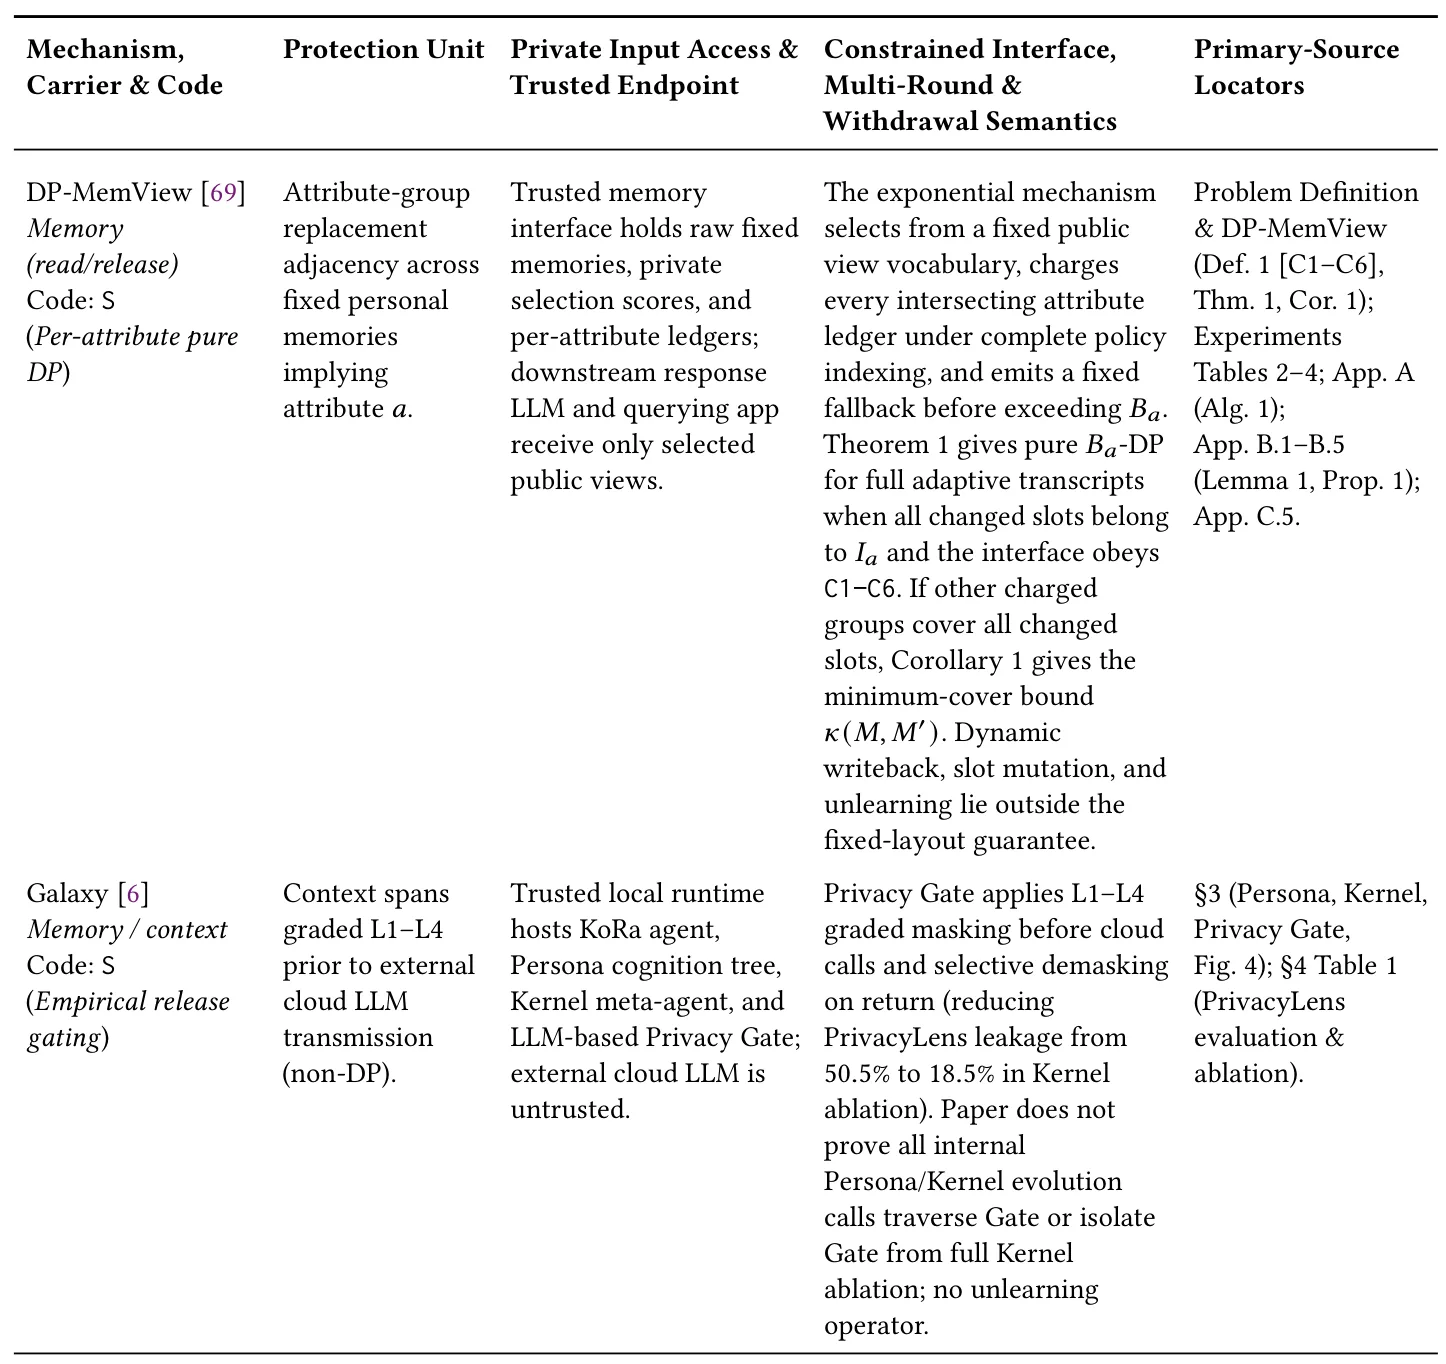 Mechanism,
Carrier & Code
Protection Unit
Private Input Access &
Trusted Endpoint
Constrained Interface,
Multi-Round &
Withdrawal Semantics
Primary-Source
Locators
DP-MemView [69]
Memory
(read/release)
Code: S
(Per-attribute pure
DP)
Attribute-group
replacement
adjacency across
fixed personal
memories
implying
attribute a.
Trusted memory
interface holds raw fixed
memories, private
selection scores, and
per-attribute ledgers;
downstream response
LLM and querying app
receive only selected
public views.
The exponential mechanism
selects from a fixed public
view vocabulary, charges
every intersecting attribute
ledger under complete policy
indexing, and emits a fixed
fallback before exceeding Bₐ.
Theorem 1 gives pure Bₐ-DP
for full adaptive transcripts
when all changed slots belong
to Iₐ and the interface obeys
C1–C6. If other charged
groups cover all changed
slots, Corollary 1 gives the
minimum-cover bound
κ(M, M′). Dynamic
writeback, slot mutation, and
unlearning lie outside the
fixed-layout guarantee.
Problem Definition
& DP-MemView
(Def. 1 [C1–C6],
Thm. 1, Cor. 1);
Experiments
Tables 2–4; App. A
(Alg. 1);
App. B.1–B.5
(Lemma 1, Prop. 1);
App. C.5.
Galaxy [6]
Memory / context
Code: S
(Empirical release
gating)
Context spans
graded L1–L4
prior to external
cloud LLM
transmission
(non-DP).
Trusted local runtime
hosts KoRa agent,
Persona cognition tree,
Kernel meta-agent, and
LLM-based Privacy Gate;
external cloud LLM is
untrusted.
Privacy Gate applies L1–L4
graded masking before cloud
calls and selective demasking
on return (reducing
PrivacyLens leakage from
50.5% to 18.5% in Kernel
ablation). Paper does not
prove all internal
Persona/Kernel evolution
calls traverse Gate or isolate
Gate from full Kernel
ablation; no unlearning
operator.
§3 (Persona, Kernel,
Privacy Gate,
Fig. 4); §4 Table 1
(PrivacyLens
evaluation &
ablation).